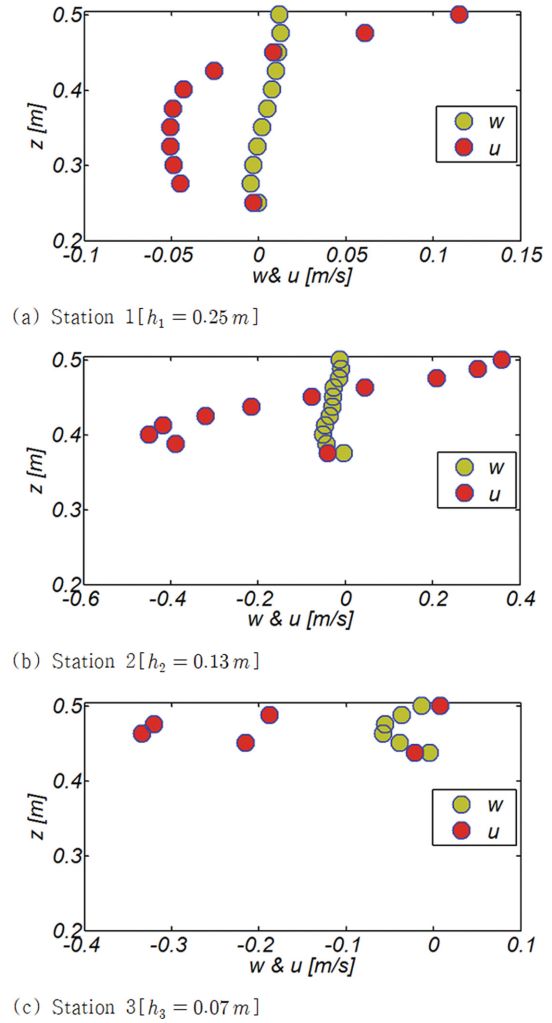 0.5
0.4
0.3
0.2
z [m]
w
u
-0.1 -0.05 0 0.05 0.1 0.15
w & u [m/s]
(a) Station 1[h₁ = 0.25 m]
0.5
0.4
0.3
0.2
z [m]
w
u
-0.6 -0.4 -0.2 0 0.2 0.4
w & u [m/s]
(b) Station 2[h₂ = 0.13 m]
0.5
0.4
0.3
0.2
z [m]
w
u
-0.4 -0.3 -0.2 -0.1 0 0.1
w & u [m/s]
(c) Station 3[h₃ = 0.07 m]